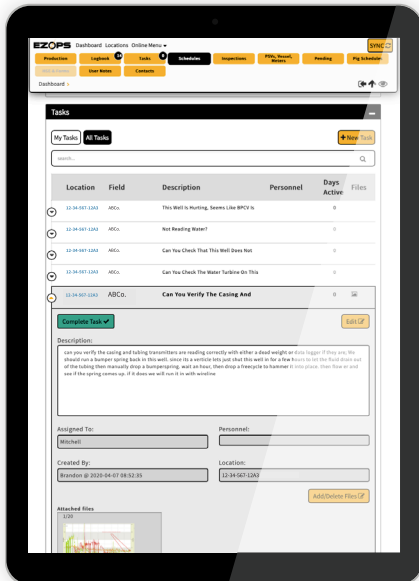 EZOPS Dashboard Locations Online Menu SYNC
Production Logbook Tasks Schedules Inspections PSVs, Vessel, Meters Pending Pig Schedules
User Notes Contacts
Dashboard
Tasks
My Tasks All Tasks + New Task
search...
Location Field Description Personnel Days Active Files
12-34-567-12A3 ABCo. This Well Is Hurting, Seems Like BPCV Is 0
12-34-567-12A3 ABCo. Not Reading Water? 0
12-34-567-12A3 ABCo. Can You Check That This Well Does Not 0
12-34-567-12A3 ABCo. Can You Check The Water Turbine On This 0
12-34-567-12A3 ABCo. Can You Verify The Casing And 0
Complete Task Edit
Description:
can you verify the casing and tubing transmitters are reading correctly with either a dead weight or data logger if they are; We
should run a bumper spring back in this well. since its a verticle lets just shut this well in for a few hours to let the fluid drain out
of the tubing then manually drop a bumperspring. wait an hour, then drop a freecycle to hammer it into place. then flow er and
see if the spring comes up. if it does we will run it in with wireline
Assigned To: Personnel:
Mitchell
Created By: Location:
Brandon @ 2020-04-07 08:52:35 12-34-567-12A3
Add/Delete Files
Attached files
1/20